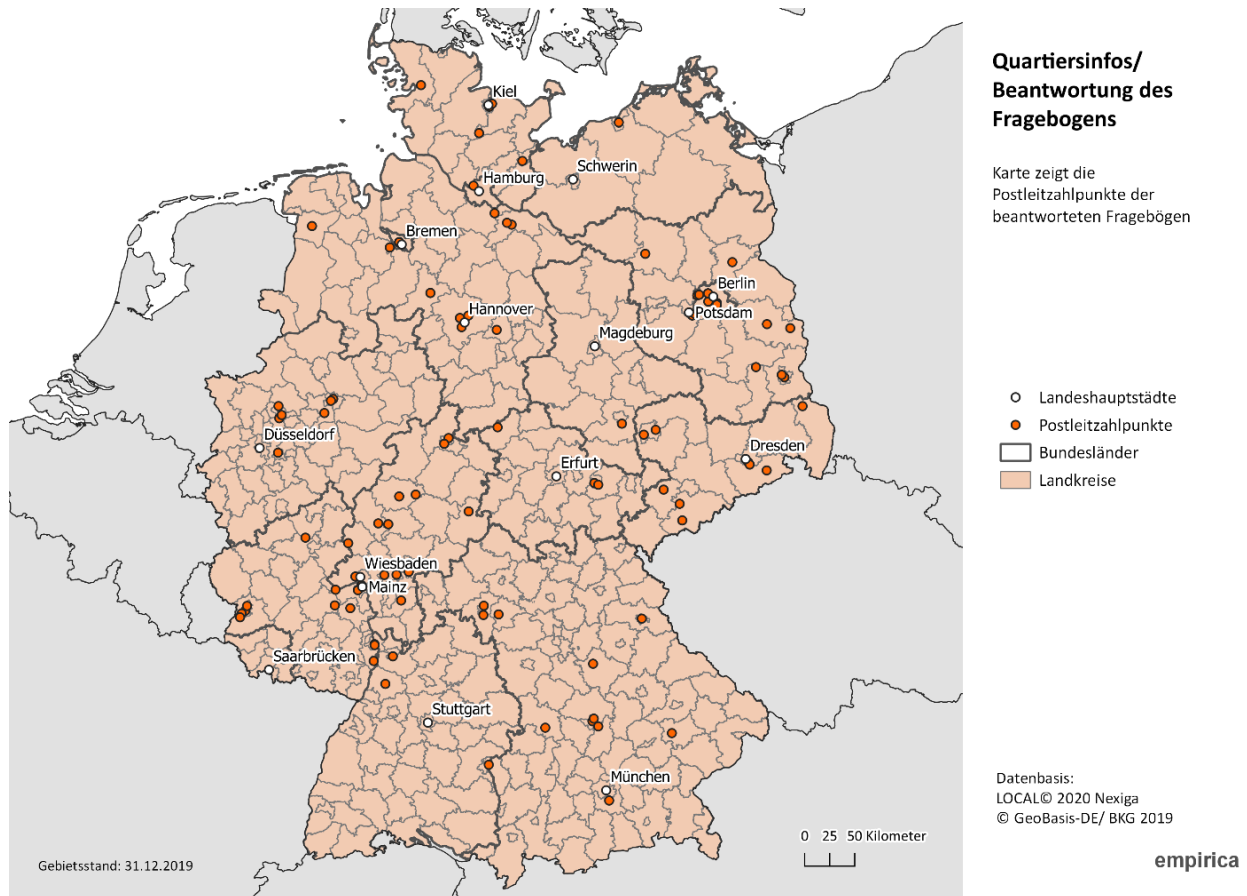 Quartiersinfos/
Beantwortung des
Fragebogens
Karte zeigt die
Postleitzahlpunkte der
beantworteten Fragebögen
Kiel
Schwerin
Hamburg
Bremen
Berlin
Potsdam
Hannover
Magdeburg
Düsseldorf
Dresden
Erfurt
Wiesbaden
Mainz
Saarbrücken
Stuttgart
München
Landeshauptstädte
Postleitzahlpunkte
Bundesländer
Landkreise
Datenbasis:
LOCAL© 2020 Nexiga
© GeoBasis-DE/ BKG 2019
0 25 50 Kilometer
Gebietsstand: 31.12.2019
empirica